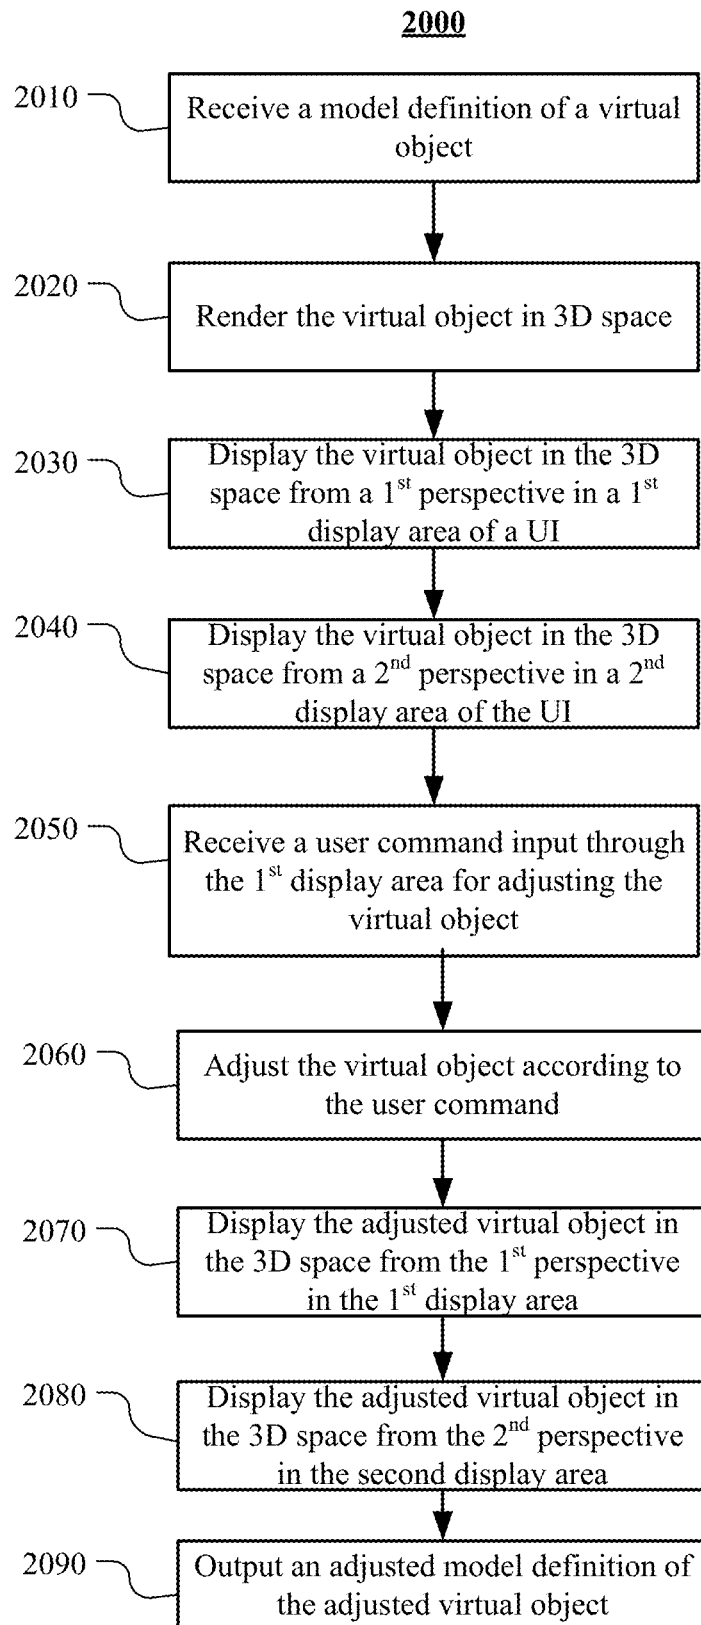 2000
2010
Receive a model definition of a virtual
object
2020
Render the virtual object in 3D space
2030
Display the virtual object in the 3D
space from a 1st perspective in a 1st
display area of a UI
2040
Display the virtual object in the 3D
space from a 2nd perspective in a 2nd
display area of the UI
2050
Receive a user command input through
the 1st display area for adjusting the
virtual object
2060
Adjust the virtual object according to
the user command
2070
Display the adjusted virtual object in
the 3D space from the 1st perspective
in the 1st display area
2080
Display the adjusted virtual object in
the 3D space from the 2nd perspective
in the second display area
2090
Output an adjusted model definition of
the adjusted virtual object